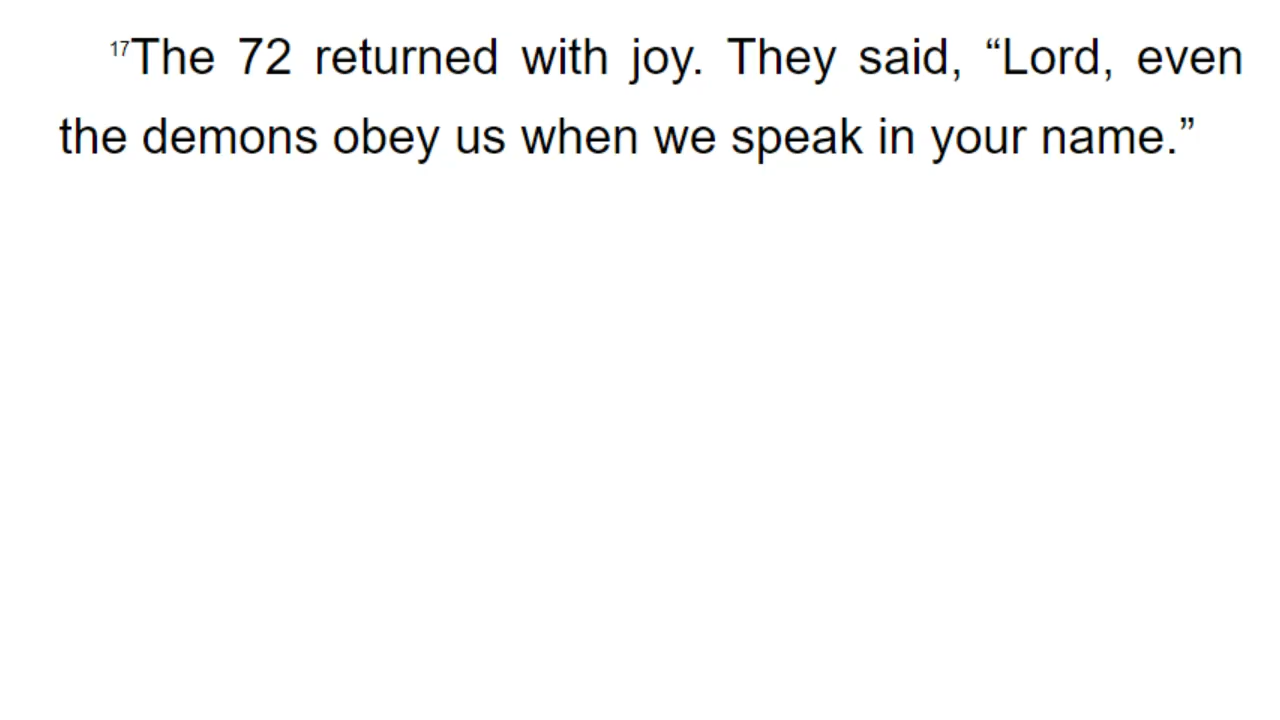 17The 72 returned with joy. They said, “Lord, even
the demons obey us when we speak in your name.”